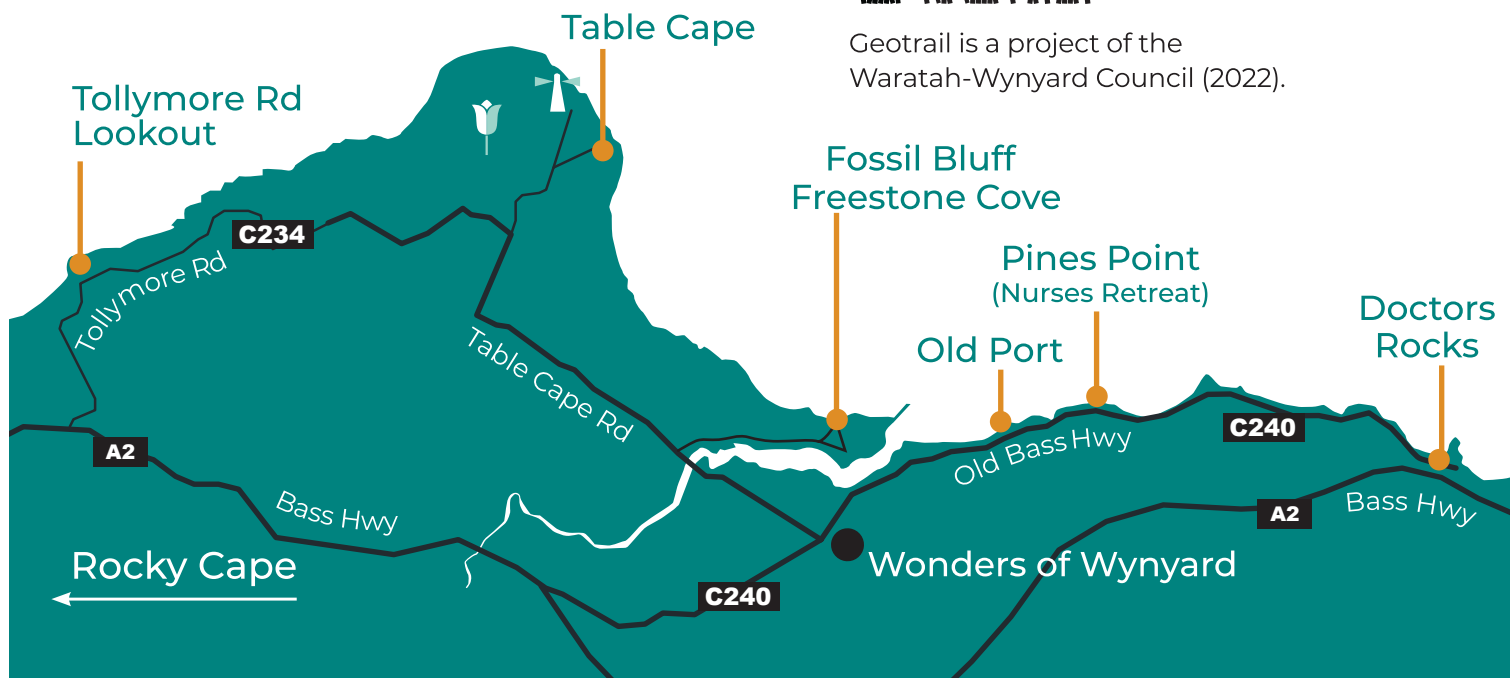 Table Cape
Geotrail is a project of the
Waratah-Wynyard Council (2022).
Tollymore Rd
Lookout
Fossil Bluff
Freestone Cove
C234
Tollymore Rd
Pines Point
(Nurses Retreat)
Doctors
Rocks
Old Port
Table Cape Rd
C240
Old Bass Hwy
A2
Bass Hwy
A2
Bass Hwy
Rocky Cape
Wonders of Wynyard
C240